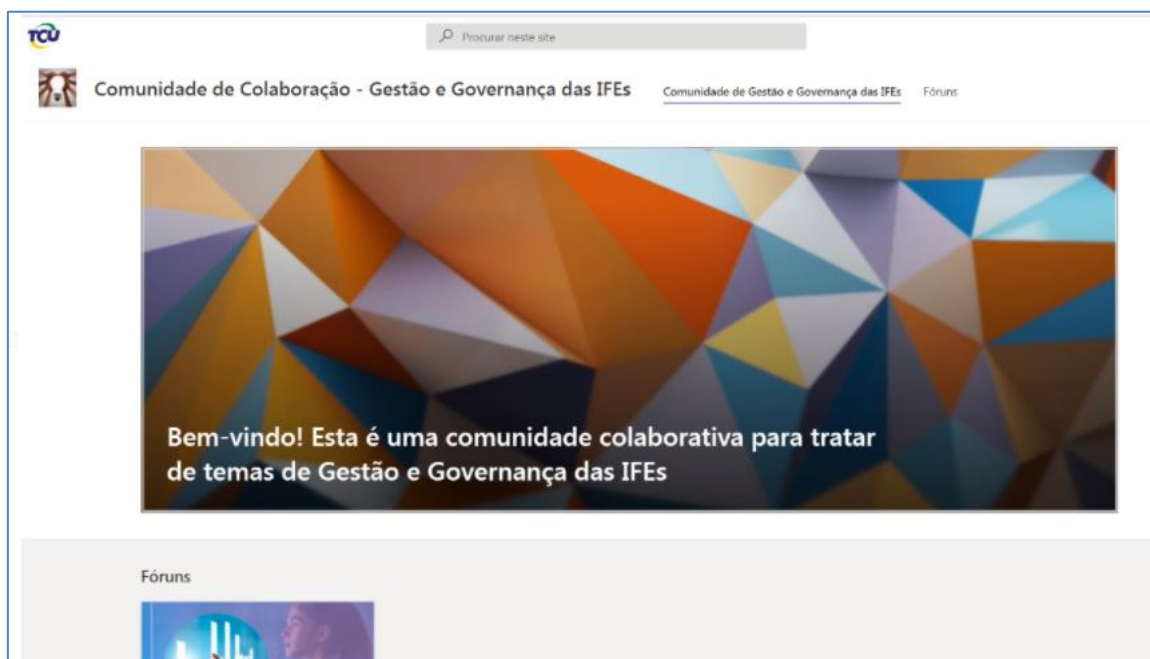 TCU
Procurar neste site
Comunidade de Colaboração - Gestão e Governança das IFEs
Comunidade de Gestão e Governança das IFEs
Fóruns
Bem-vindo! Esta é uma comunidade colaborativa para tratar
de temas de Gestão e Governança das IFEs
Fóruns